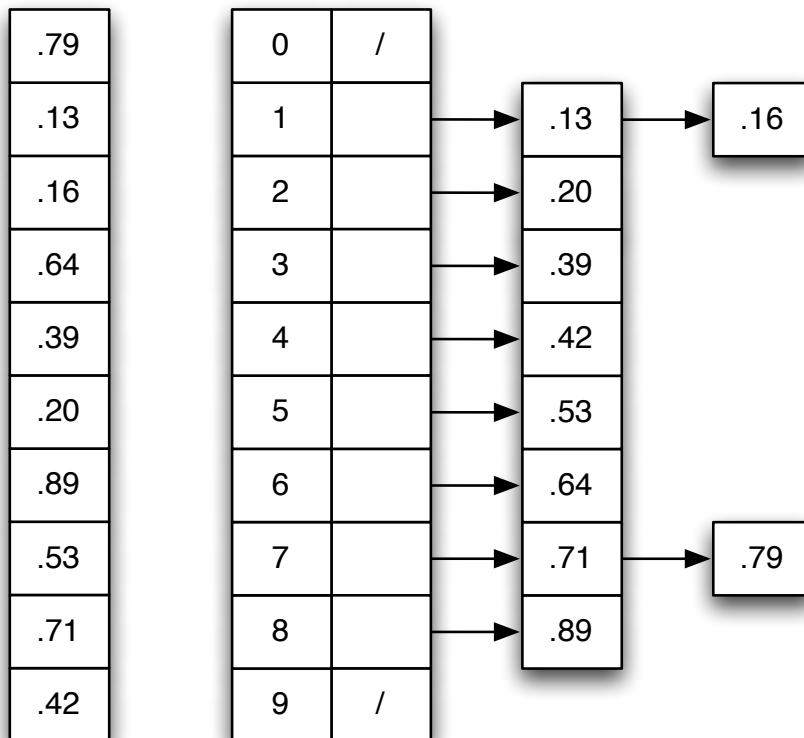 .79 0 /
.13 1 .13 .16
.16 2 .20
.64 3 .39
.39 4 .42
.20 5 .53
.89 6 .64
.53 7 .71 .79
.71 8 .89
.42 9 /